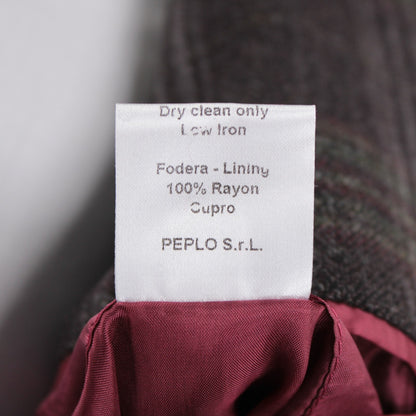 Dry clean only
Low Iron
Fodera - Lining
100% Rayon
Cupro
PEPLO S.r.L.